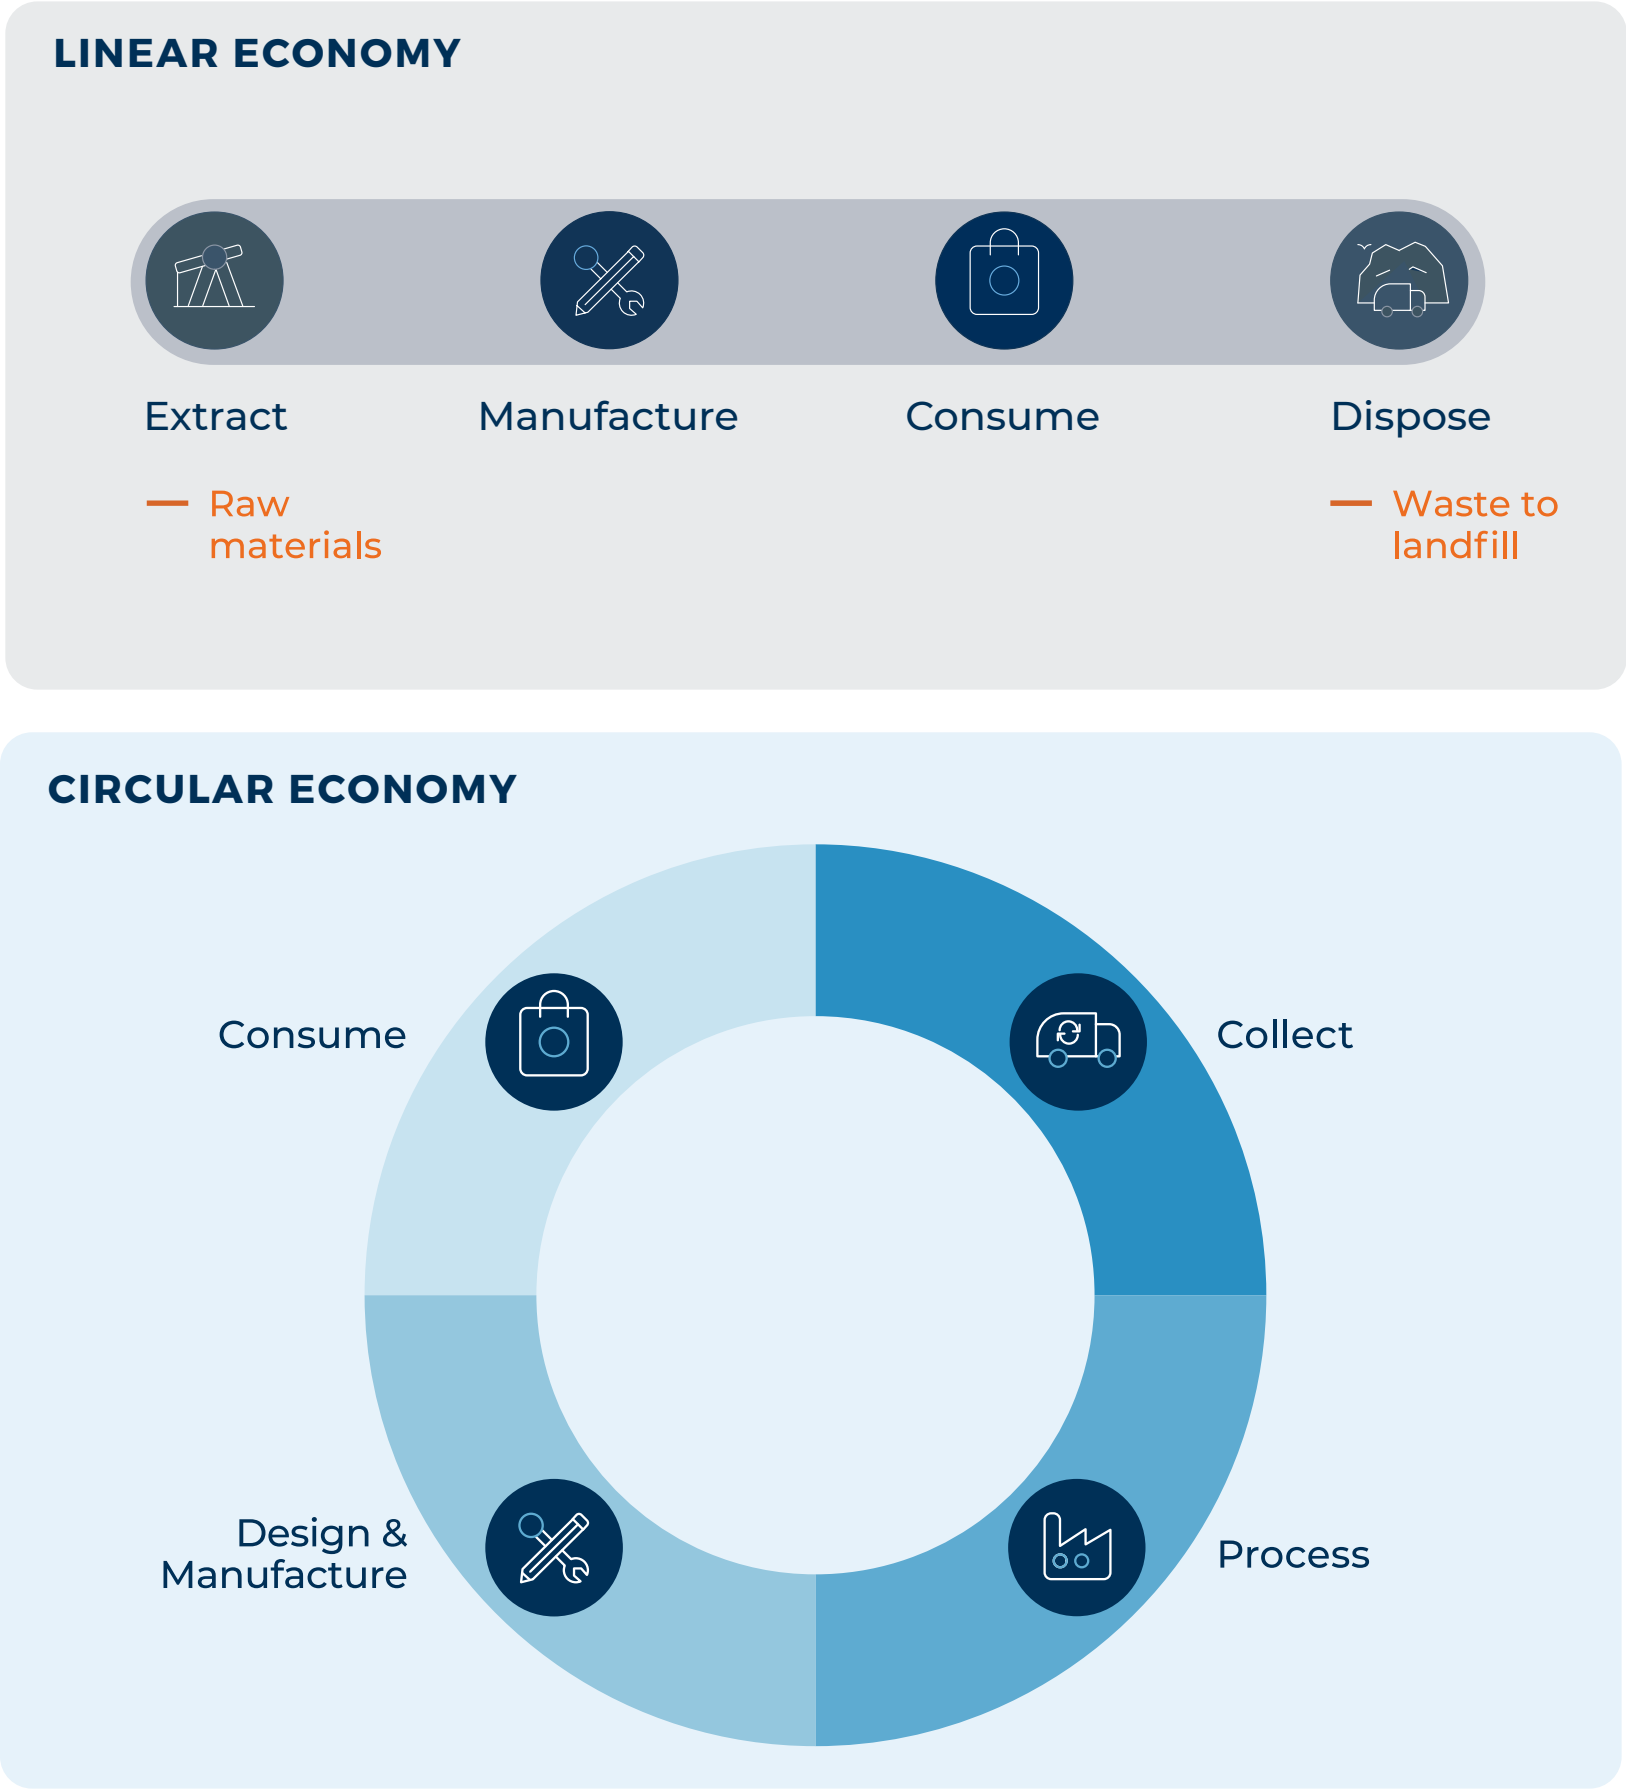 LINEAR ECONOMY
Extract
Manufacture
Consume
Dispose
Raw
materials
Waste to
landfill
CIRCULAR ECONOMY
Consume
Collect
Design &
Manufacture
Process